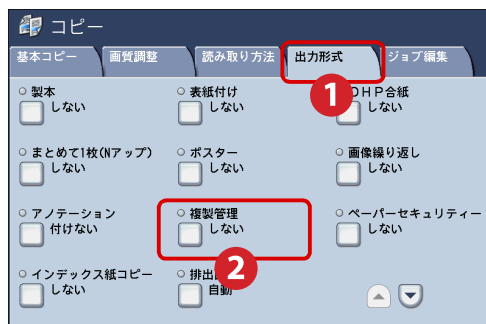 コピー
基本コピー 画質調整 読み取り方法 出力形式 ジョブ編集
製本 表紙付け OHP合紙
しない しない しない
1
まとめて1枚(Nアップ) ポスター 画像繰り返し
しない しない しない
アノテーション 複製管理 ペーパーセキュリティー
付けない しない しない
2
インデックス紙コピー 排出
しない 自動